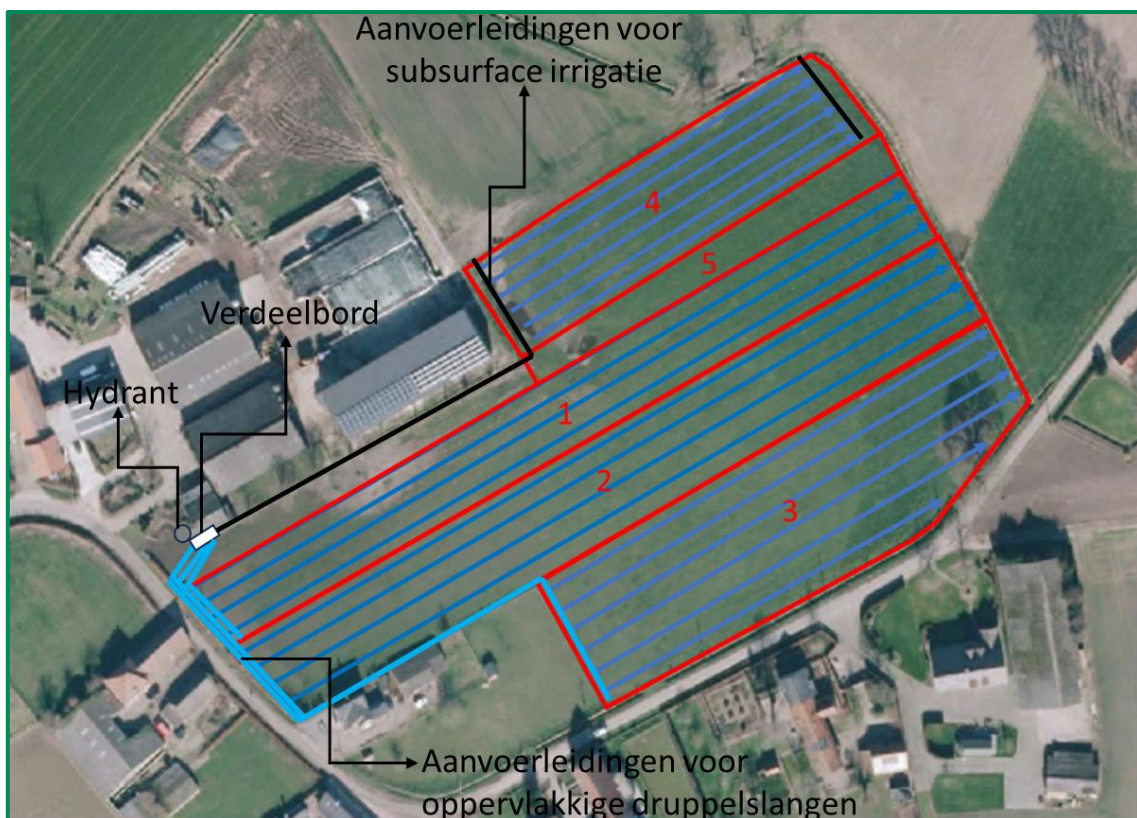 Aanvoerleidingen voor
subsurface irrigatie
4
5
Verdeelbord
Hydrant
1
2
3
Aanvoerleidingen voor
oppervlakkige druppelslangen